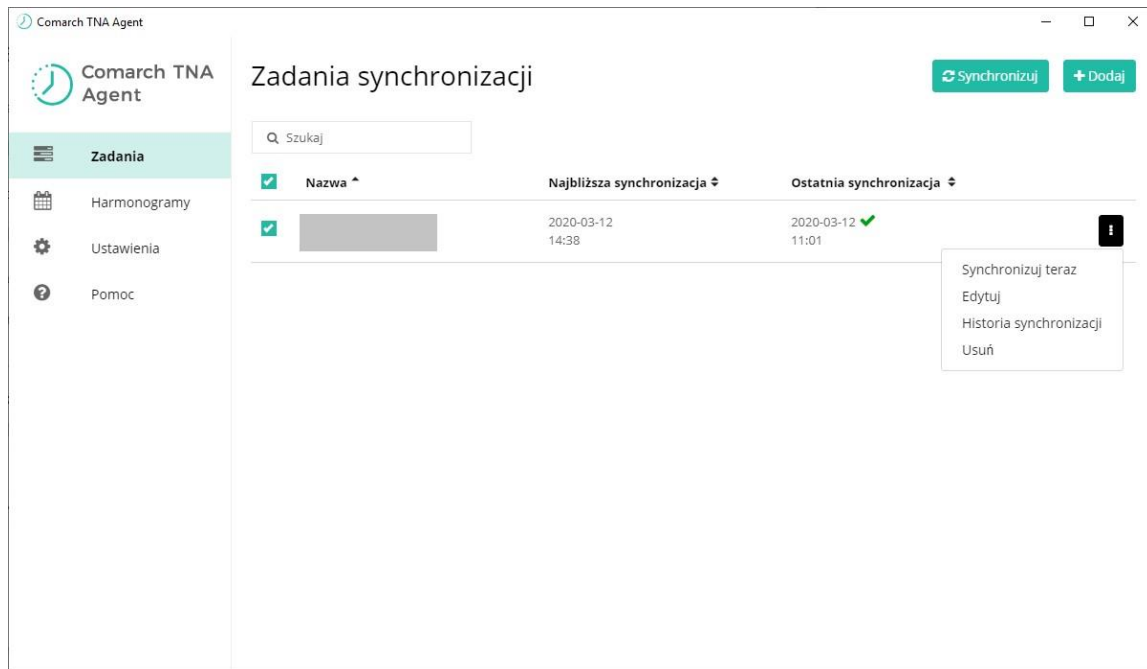 Comarch TNA Agent
Comarch TNA
Agent
Zadania synchronizacji
Synchronizuj
Dodaj
Szukaj
Zadania
Harmonogramy
Ustawienia
Pomoc
Nazwa
Najbliższa synchronizacja
Ostatnia synchronizacja
2020-03-12
14:38
2020-03-12
11:01
Synchronizuj teraz
Edytuj
Historia synchronizacji
Usuń